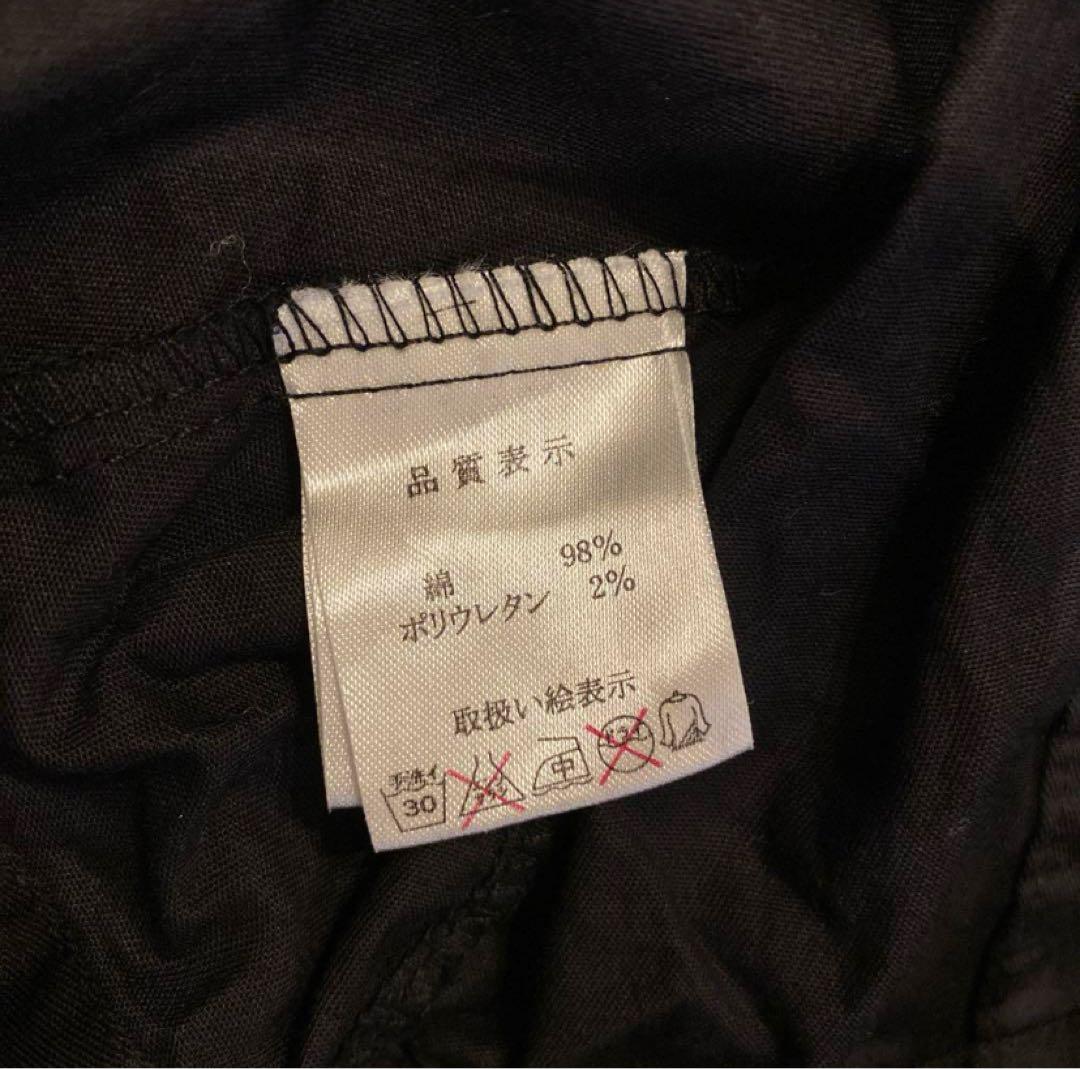 品質表示
綿 98%
ポリウレタン 2%
取扱い絵表示
手洗イ
30
中